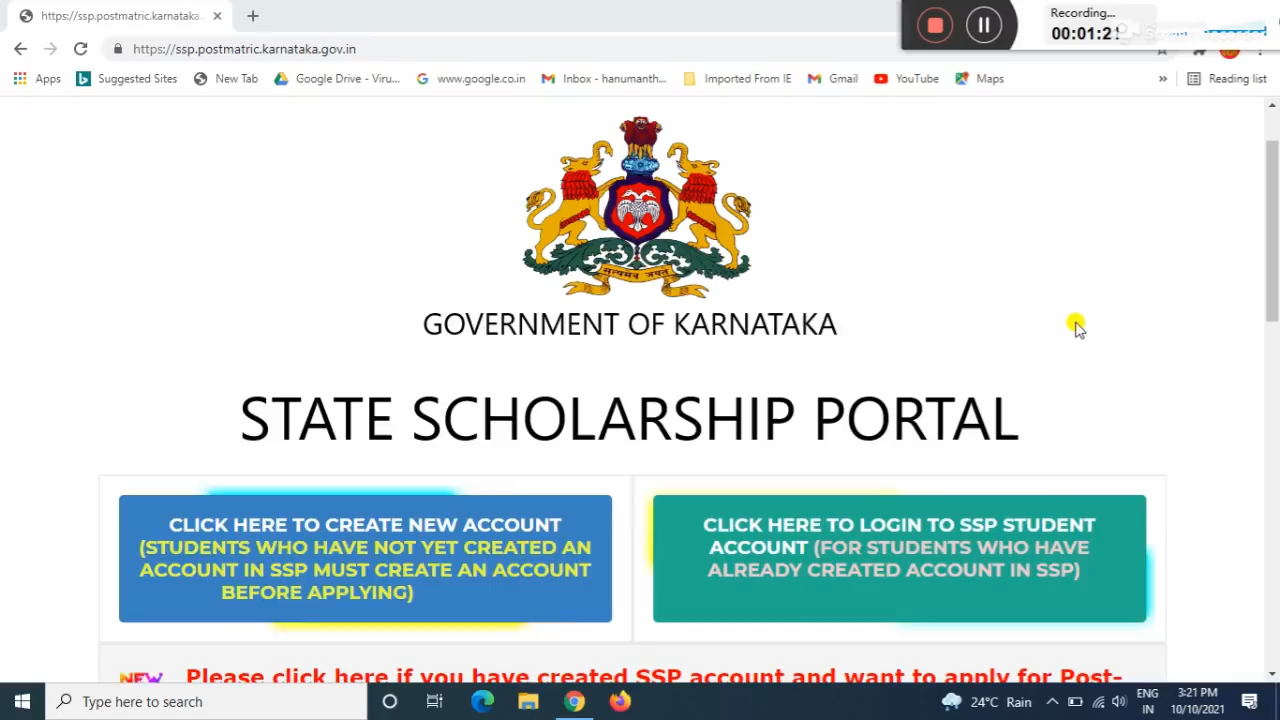 https://ssp.postmatric.karnataka.
Recording...
00:01:21
https://ssp.postmatric.karnataka.gov.in
Apps
Suggested Sites
New Tab
Google Drive - Viru...
www.google.co.in
Inbox - hanumanth...
Imported From IE
Gmail
YouTube
Maps
»
Reading list
सत्यमेव जयते
GOVERNMENT OF KARNATAKA
STATE SCHOLARSHIP PORTAL
CLICK HERE TO CREATE NEW ACCOUNT
(STUDENTS WHO HAVE NOT YET CREATED AN
ACCOUNT IN SSP MUST CREATE AN ACCOUNT
BEFORE APPLYING)
CLICK HERE TO LOGIN TO SSP STUDENT
ACCOUNT (FOR STUDENTS WHO HAVE
ALREADY CREATED ACCOUNT IN SSP)
NEW Please click here if you have created SSP account and want to apply for Post-
Type here to search
24°C Rain
ENG
IN
3:21 PM
10/10/2021